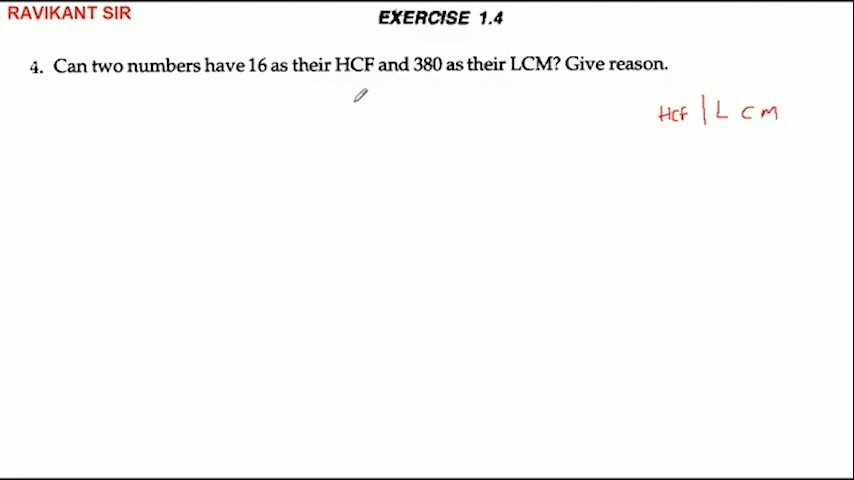 RAVIKANT SIR
EXERCISE 1.4
4. Can two numbers have 16 as their HCF and 380 as their LCM? Give reason.
HCF | LCM